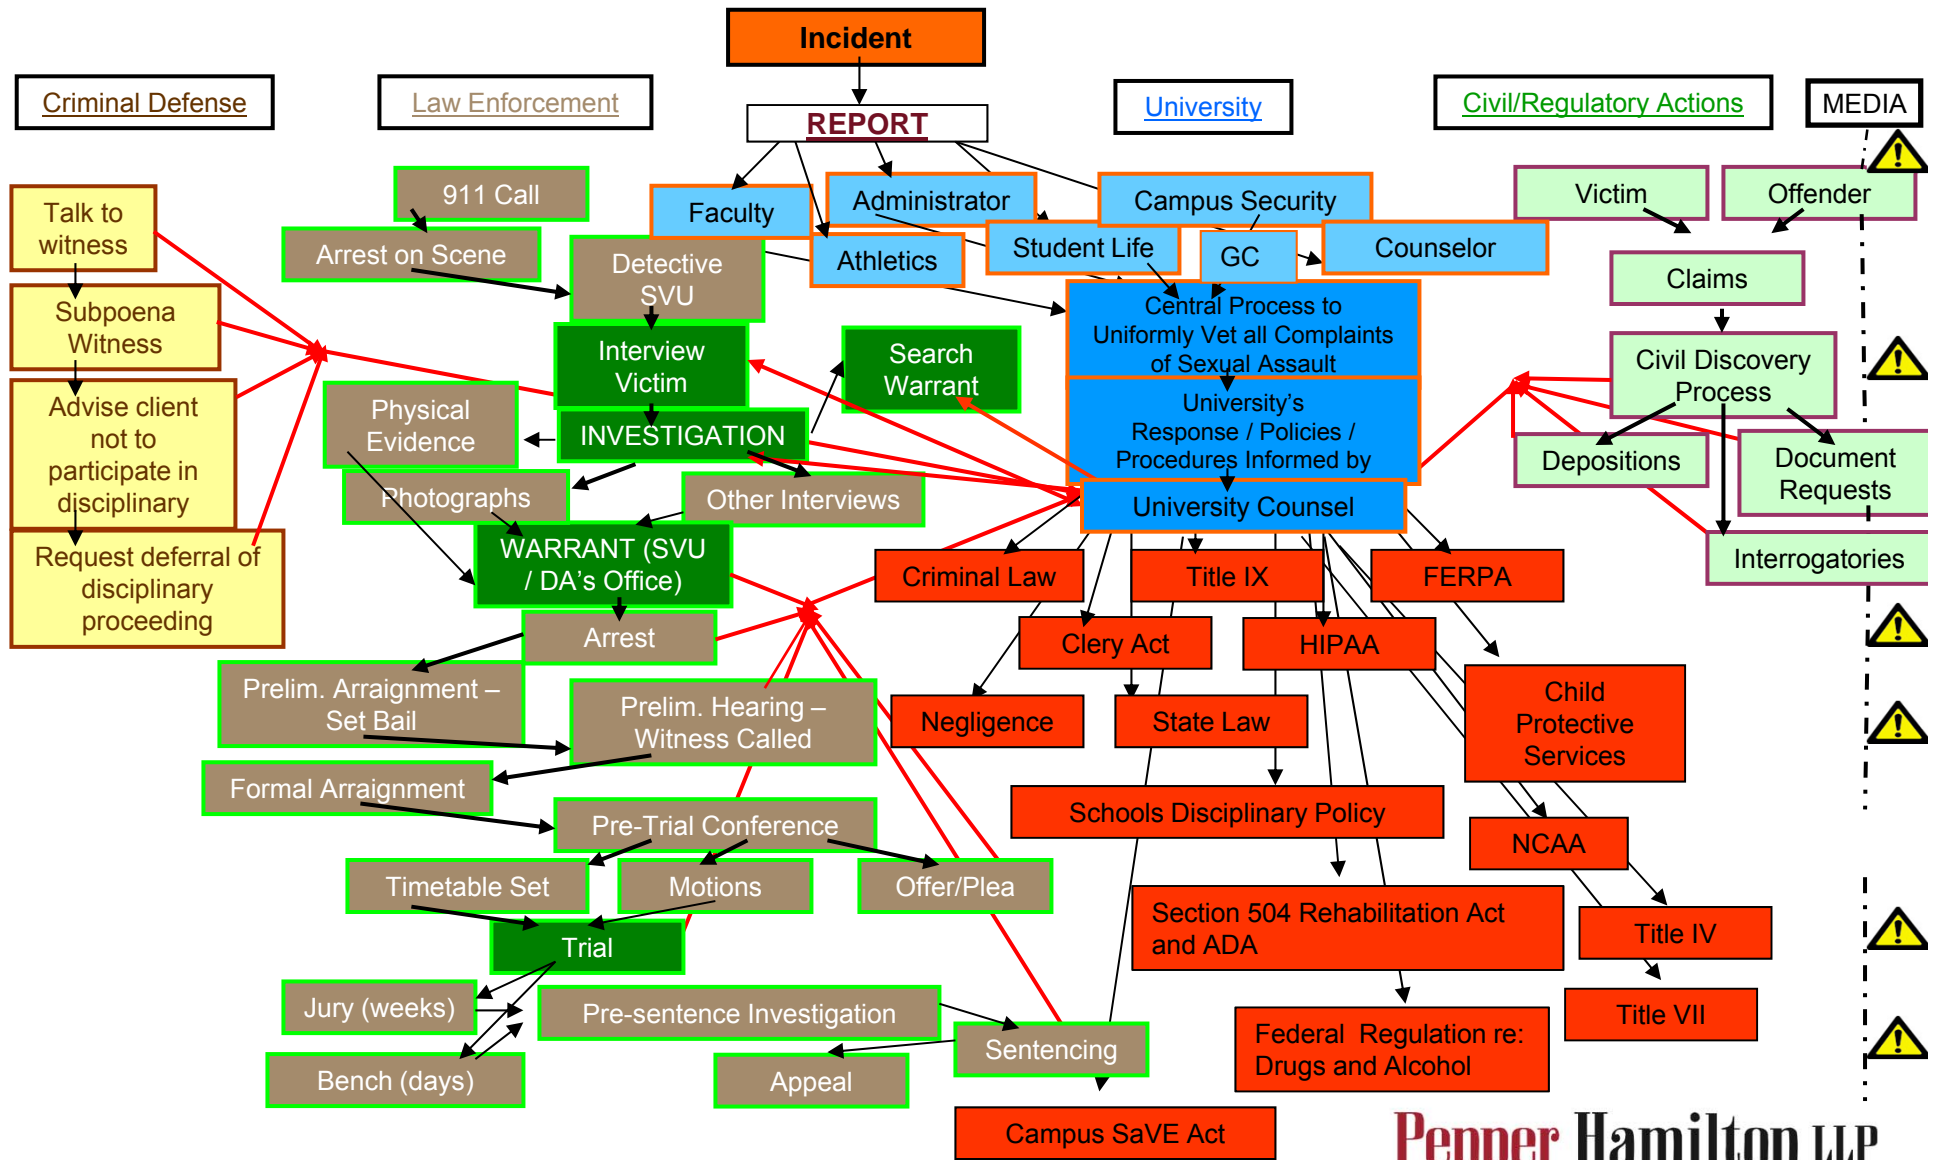 Incident
Criminal Defense
Law Enforcement
REPORT
University
Civil/Regulatory Actions
MEDIA
Talk to
witness
Subpoena
Witness
Advise client
not to
participate in
disciplinary
Request deferral of
disciplinary
proceeding
911 Call
Arrest on Scene
Detective
SVU
Interview
Victim
Search
Warrant
Physical
Evidence
INVESTIGATION
Photographs
Other Interviews
WARRANT (SVU
/ DA’s Office)
Arrest
Prelim. Arraignment –
Set Bail
Prelim. Hearing –
Witness Called
Formal Arraignment
Pre-Trial Conference
Timetable Set
Motions
Offer/Plea
Trial
Jury (weeks)
Bench (days)
Pre-sentence Investigation
Sentencing
Appeal
Faculty
Administrator
Campus Security
Athletics
Student Life
GC
Counselor
Central Process to
Uniformly Vet all Complaints
of Sexual Assault
University’s
Response / Policies /
Procedures Informed by
University Counsel
Criminal Law
Title IX
FERPA
Clery Act
HIPAA
Negligence
State Law
Child
Protective
Services
Schools Disciplinary Policy
NCAA
Section 504 Rehabilitation Act
and ADA
Title IV
Title VII
Federal Regulation re:
Drugs and Alcohol
Campus SaVE Act
Victim
Offender
Claims
Civil Discovery
Process
Depositions
Document
Requests
Interrogatories
Penner Hamilton LLP